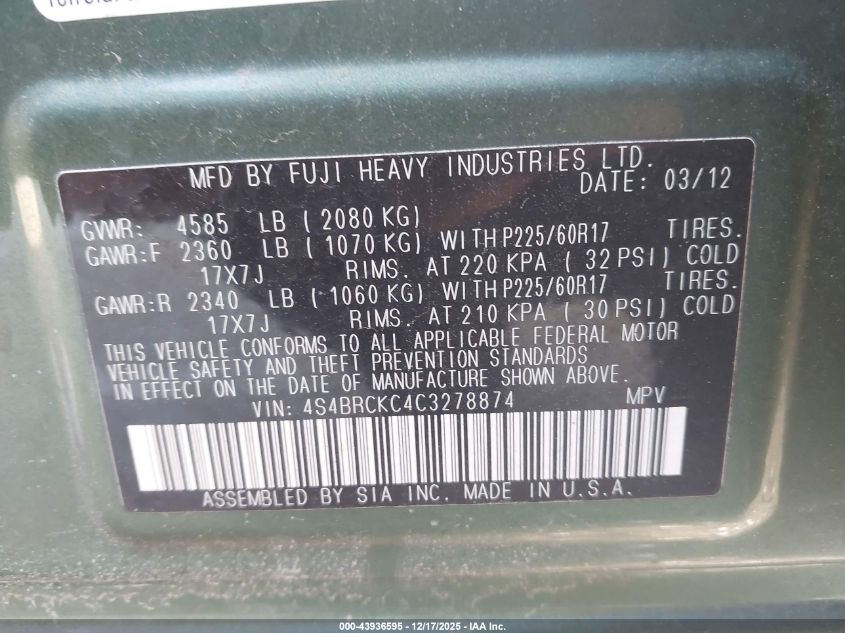 MFD BY FUJI HEAVY INDUSTRIES LTD.
DATE: 03/12
GVWR: 4585 LB ( 2080 KG)
GAWR:F 2360 LB ( 1070 KG) WITH P225/60R17 TIRES.
17X7J RIMS. AT 220 KPA ( 32 PSI) COLD
GAWR:R 2340 LB ( 1060 KG) WITH P225/60R17 TIRES.
17X7J RIMS. AT 210 KPA ( 30 PSI) COLD
THIS VEHICLE CONFORMS TO ALL APPLICABLE FEDERAL MOTOR
VEHICLE SAFETY AND THEFT PREVENTION STANDARDS
IN EFFECT ON THE DATE OF MANUFACTURE SHOWN ABOVE.
VIN: 4S4BRCKC4C3278874 MPV
ASSEMBLED BY SIA INC. MADE IN U.S.A.
000-43936595 - 12/17/2025 - IAA Inc.